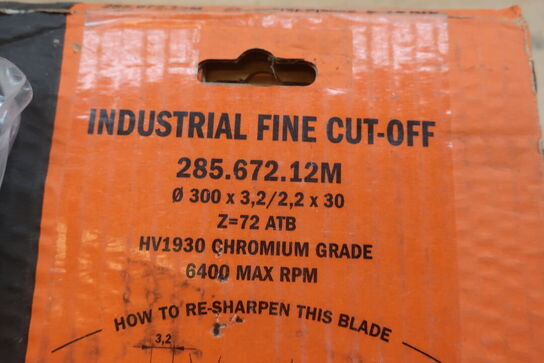 INDUSTRIAL FINE CUT-OFF
285.672.12M
Ø 300 x 3,2/2,2 x 30
Z=72 ATB
HV1930 CHROMIUM GRADE
6400 MAX RPM
HOW TO RE-SHARPEN THIS BLADE
3,2